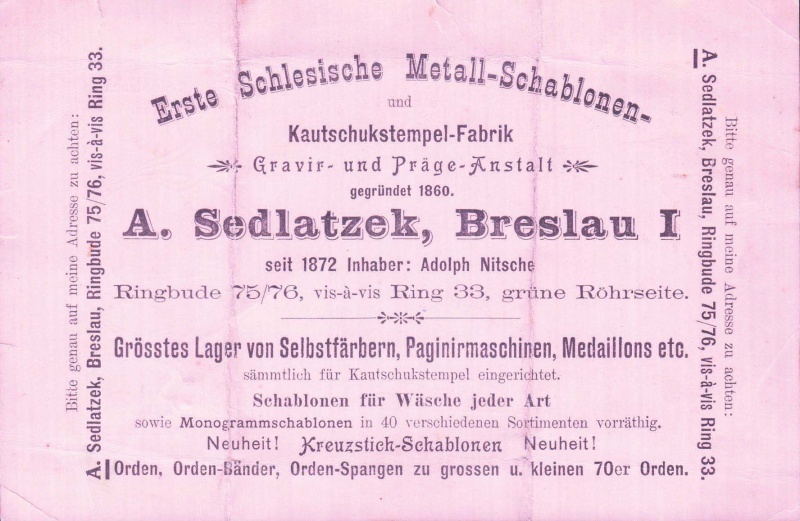 Erste Schlesische Metall-Schablonen-
und
Kautschukstempel-Fabrik
Gravir- und Präge-Anstalt
gegründet 1860.
A. Sedlatzek, Breslau I
seit 1872 Inhaber: Adolph Nitsche
Ringbude 75/76, vis-à-vis Ring 33, grüne Röhrseite.
Grösstes Lager von Selbstfärbern, Paginirmaschinen, Medaillons etc.
sämmtlich für Kautschukstempel eingerichtet.
Schablonen für Wäsche jeder Art
sowie Monogrammschablonen in 40 verschiedenen Sortimenten vorräthig.
Neuheit! Kreuzstich-Schablonen Neuheit!
Orden, Orden-Bänder, Orden-Spangen zu grossen u. kleinen 70er Orden.
Bitte genau auf meine Adresse zu achten:
A. Sedlatzek, Breslau, Ringbude 75/76, vis-à-vis Ring 33.
Bitte genau auf meine Adresse zu achten:
A. Sedlatzek, Breslau, Ringbude 75/76, vis-à-vis Ring 33.